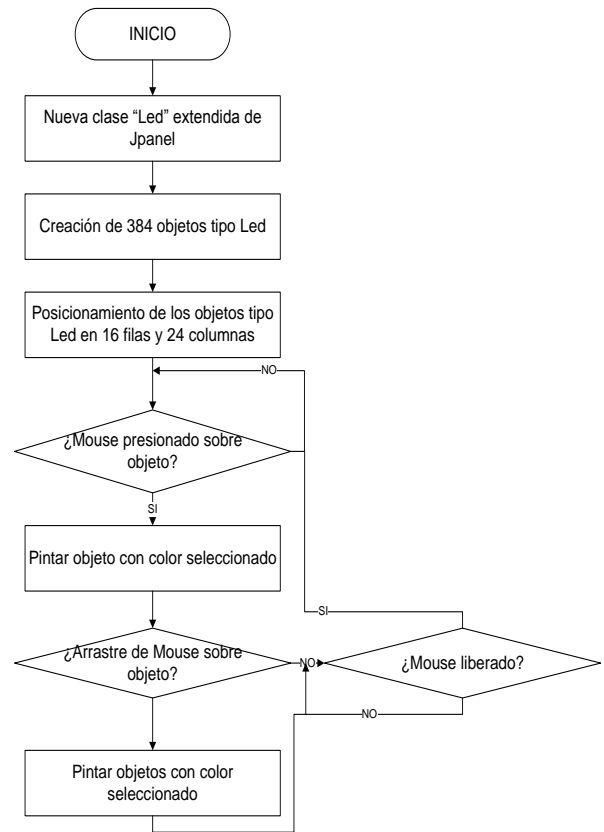 INICIO
Nueva clase “Led” extendida de
Jpanel
Creación de 384 objetos tipo Led
Posicionamiento de los objetos tipo
Led en 16 filas y 24 columnas
NO
¿Mouse presionado sobre
objeto?
SI
Pintar objeto con color seleccionado
SI
¿Arrastre de Mouse sobre
objeto?
NO
¿Mouse liberado?
NO
Pintar objetos con color
seleccionado